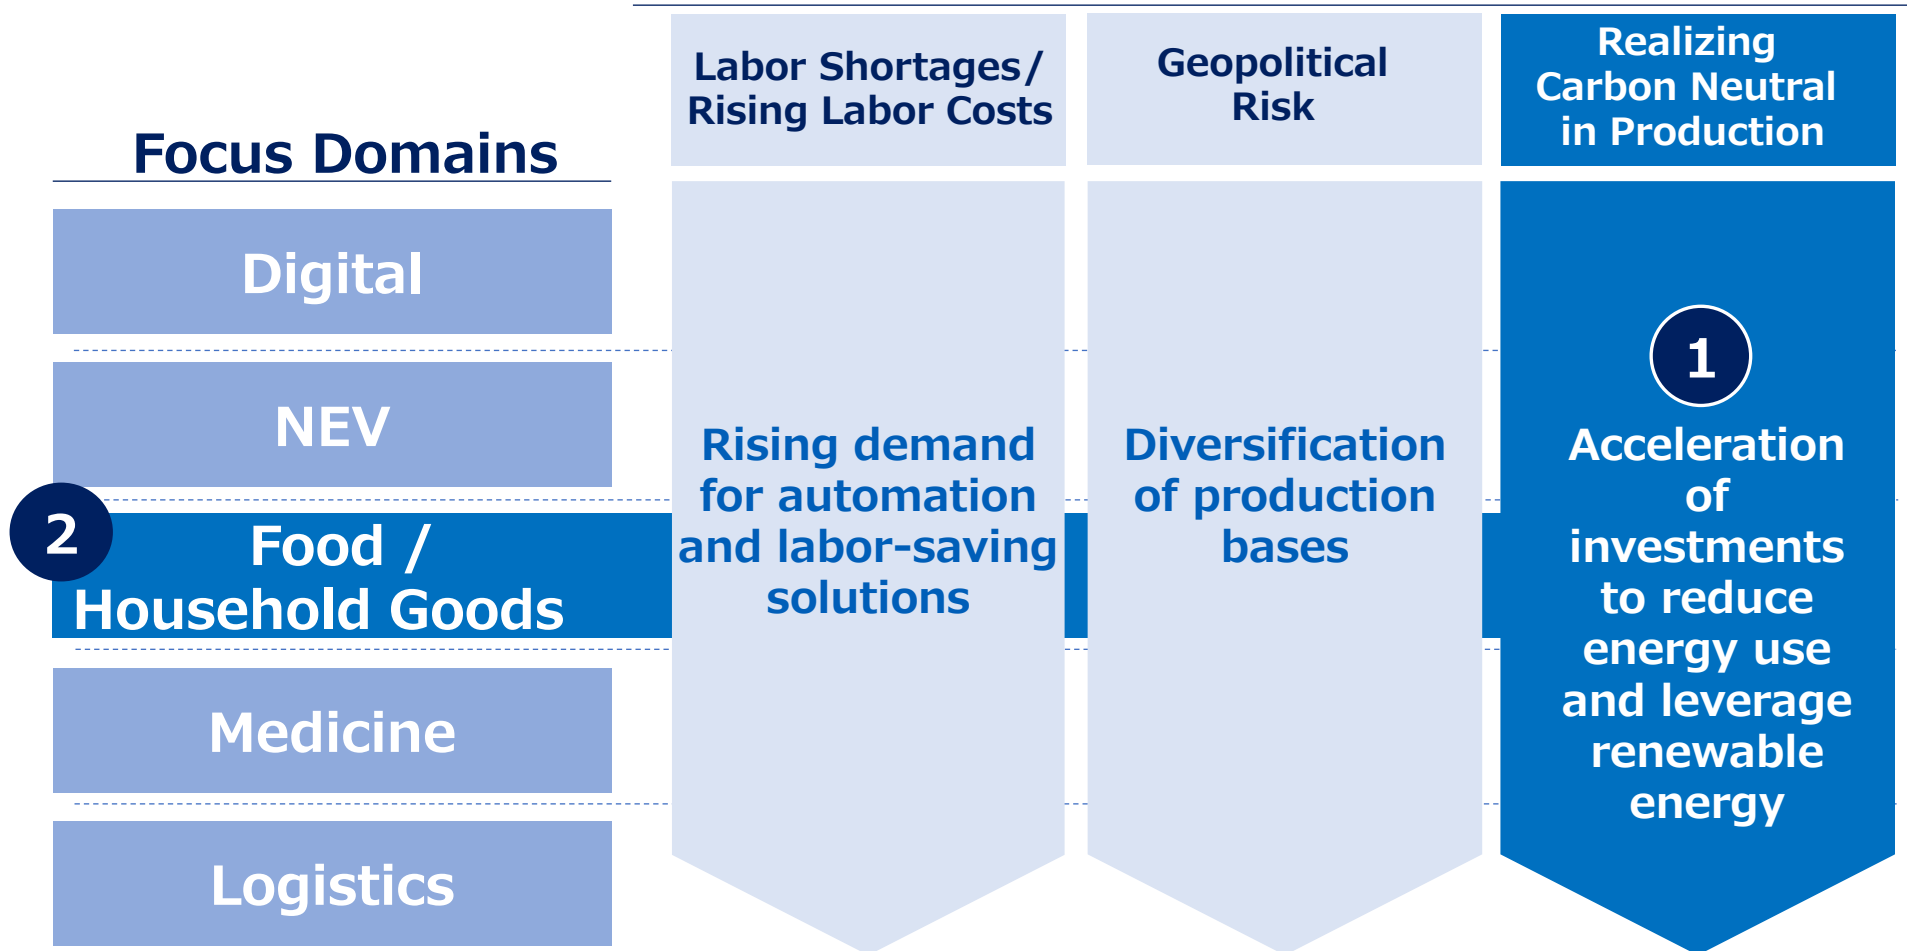 Labor Shortages/
Rising Labor Costs
Geopolitical
Risk
Realizing
Carbon Neutral
in Production
Focus Domains
Digital
NEV
2
Food /
Household Goods
Medicine
Logistics
Rising demand
for automation
and labor-saving
solutions
Diversification
of production
bases
1
Acceleration
of
investments
to reduce
energy use
and leverage
renewable
energy